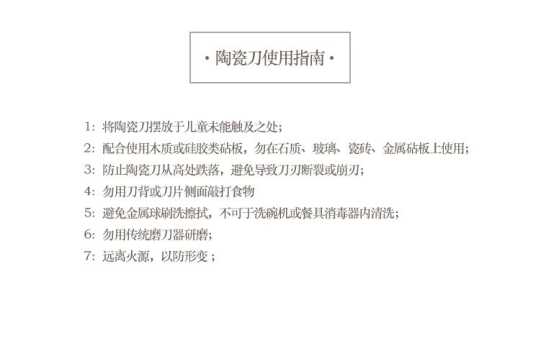 ·陶瓷刀使用指南·
1：将陶瓷刀摆放于儿童未能触及之处；
2：配合使用木质或硅胶类砧板，勿在石质、玻璃、瓷砖、金属砧板上使用；
3：防止陶瓷刀从高处跌落，避免导致刀刃断裂或崩刃；
4：勿用刀背或刀片侧面敲打食物
5：避免金属球刷洗擦拭，不可于洗碗机或餐具消毒器内清洗；
6：勿用传统磨刀器研磨；
7：远离火源，以防形变；